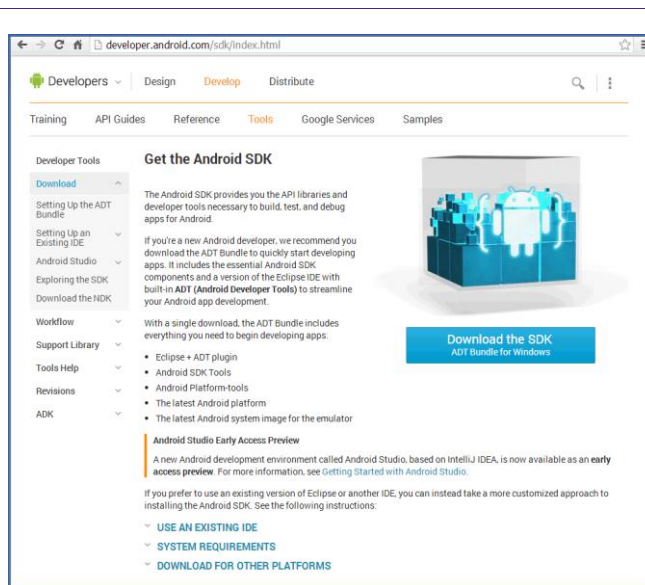 developer.android.com/sdk/index.html
Developers Design Develop Distribute
Training API Guides Reference Tools Google Services Samples
Developer Tools
Download
Setting Up the ADT
Bundle
Setting Up an
Existing IDE
Android Studio
Exploring the SDK
Download the NDK
Workflow
Support Library
Tools Help
Revisions
ADK
Get the Android SDK
The Android SDK provides you the API libraries and
developer tools necessary to build, test, and debug
apps for Android.
If you're a new Android developer, we recommend you
download the ADT Bundle to quickly start developing
apps. It includes the essential Android SDK
components and a version of the Eclipse IDE with
built-in ADT (Android Developer Tools) to streamline
your Android app development.
With a single download, the ADT Bundle includes
everything you need to begin developing apps:
• Eclipse + ADT plugin
• Android SDK Tools
• Android Platform-tools
• The latest Android platform
• The latest Android system image for the emulator
Download the SDK
ADT Bundle for Windows
Android Studio Early Access Preview
A new Android development environment called Android Studio, based on IntelliJ IDEA, is now available as an early
access preview. For more information, see Getting Started with Android Studio.
If you prefer to use an existing version of Eclipse or another IDE, you can instead take a more customized approach to
installing the Android SDK. See the following instructions:
USE AN EXISTING IDE
SYSTEM REQUIREMENTS
DOWNLOAD FOR OTHER PLATFORMS